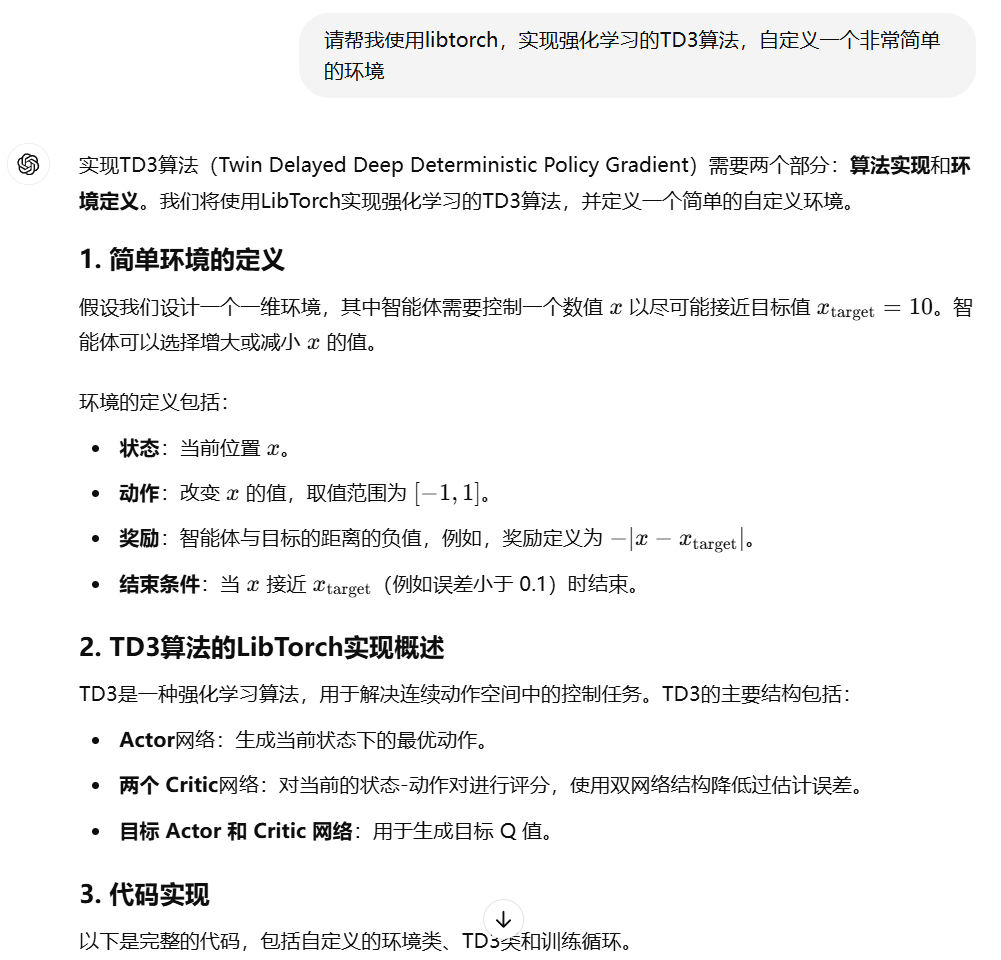 请帮我使用libtorch，实现强化学习的TD3算法，自定义一个非常简单
的环境
实现TD3算法（Twin Delayed Deep Deterministic Policy Gradient）需要两个部分：算法实现和环
境定义。我们将使用LibTorch实现强化学习的TD3算法，并定义一个简单的自定义环境。
1. 简单环境的定义
假设我们设计一个一维环境，其中智能体需要控制一个数值 x 以尽可能接近目标值 x_target = 10。智
能体可以选择增大或减小 x 的值。
环境的定义包括：
• 状态：当前位置 x。
• 动作：改变 x 的值，取值范围为 [−1, 1]。
• 奖励：智能体与目标的距离的负值，例如，奖励定义为 −|x − x_target|。
• 结束条件：当 x 接近 x_target（例如误差小于 0.1）时结束。
2. TD3算法的LibTorch实现概述
TD3是一种强化学习算法，用于解决连续动作空间中的控制任务。TD3的主要结构包括：
• Actor网络：生成当前状态下的最优动作。
• 两个 Critic网络：对当前的状态-动作对进行评分，使用双网络结构降低过估计误差。
• 目标 Actor 和 Critic 网络：用于生成目标 Q 值。
3. 代码实现
以下是完整的代码，包括自定义的环境类、TD3类和训练循环。